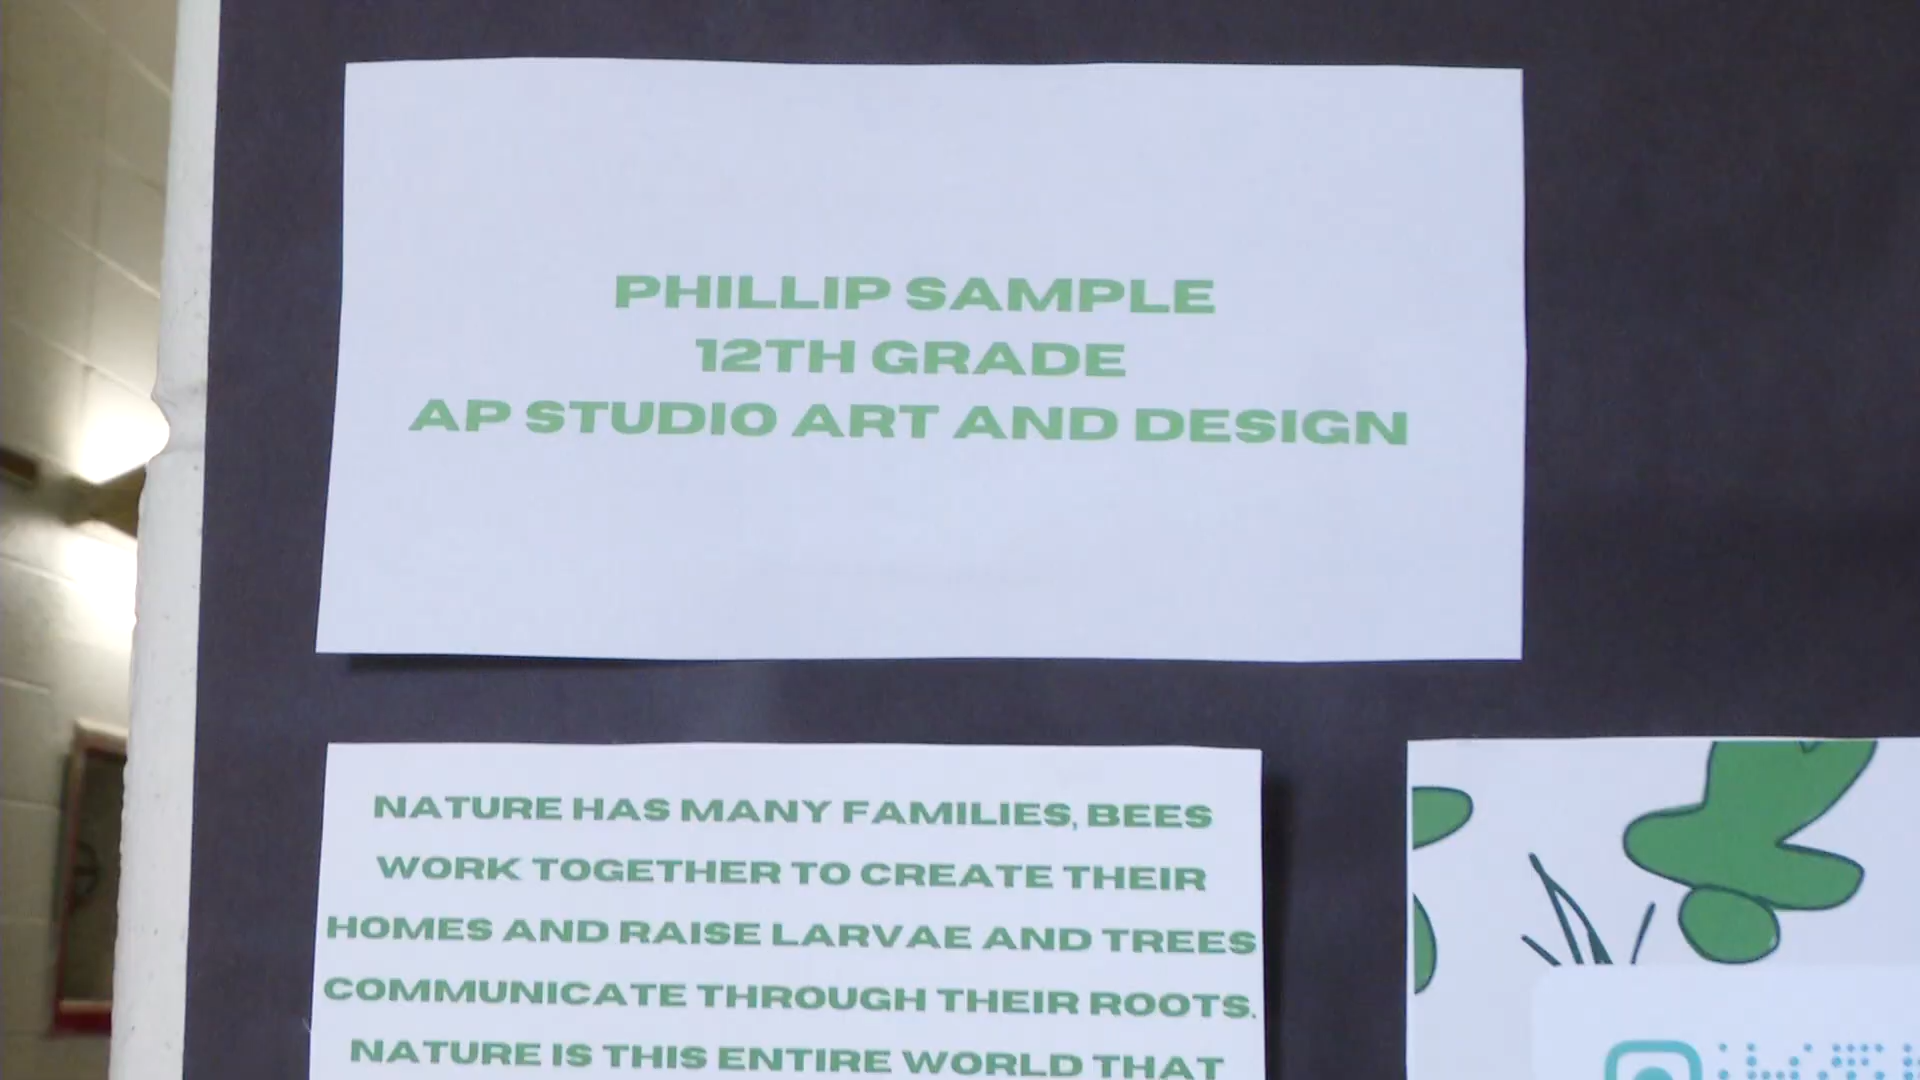 PHILLIP SAMPLE
12TH GRADE
AP STUDIO ART AND DESIGN
NATURE HAS MANY FAMILIES, BEES
WORK TOGETHER TO CREATE THEIR
HOMES AND RAISE LARVAE AND TREES
COMMUNICATE THROUGH THEIR ROOTS.
NATURE IS THIS ENTIRE WORLD THAT